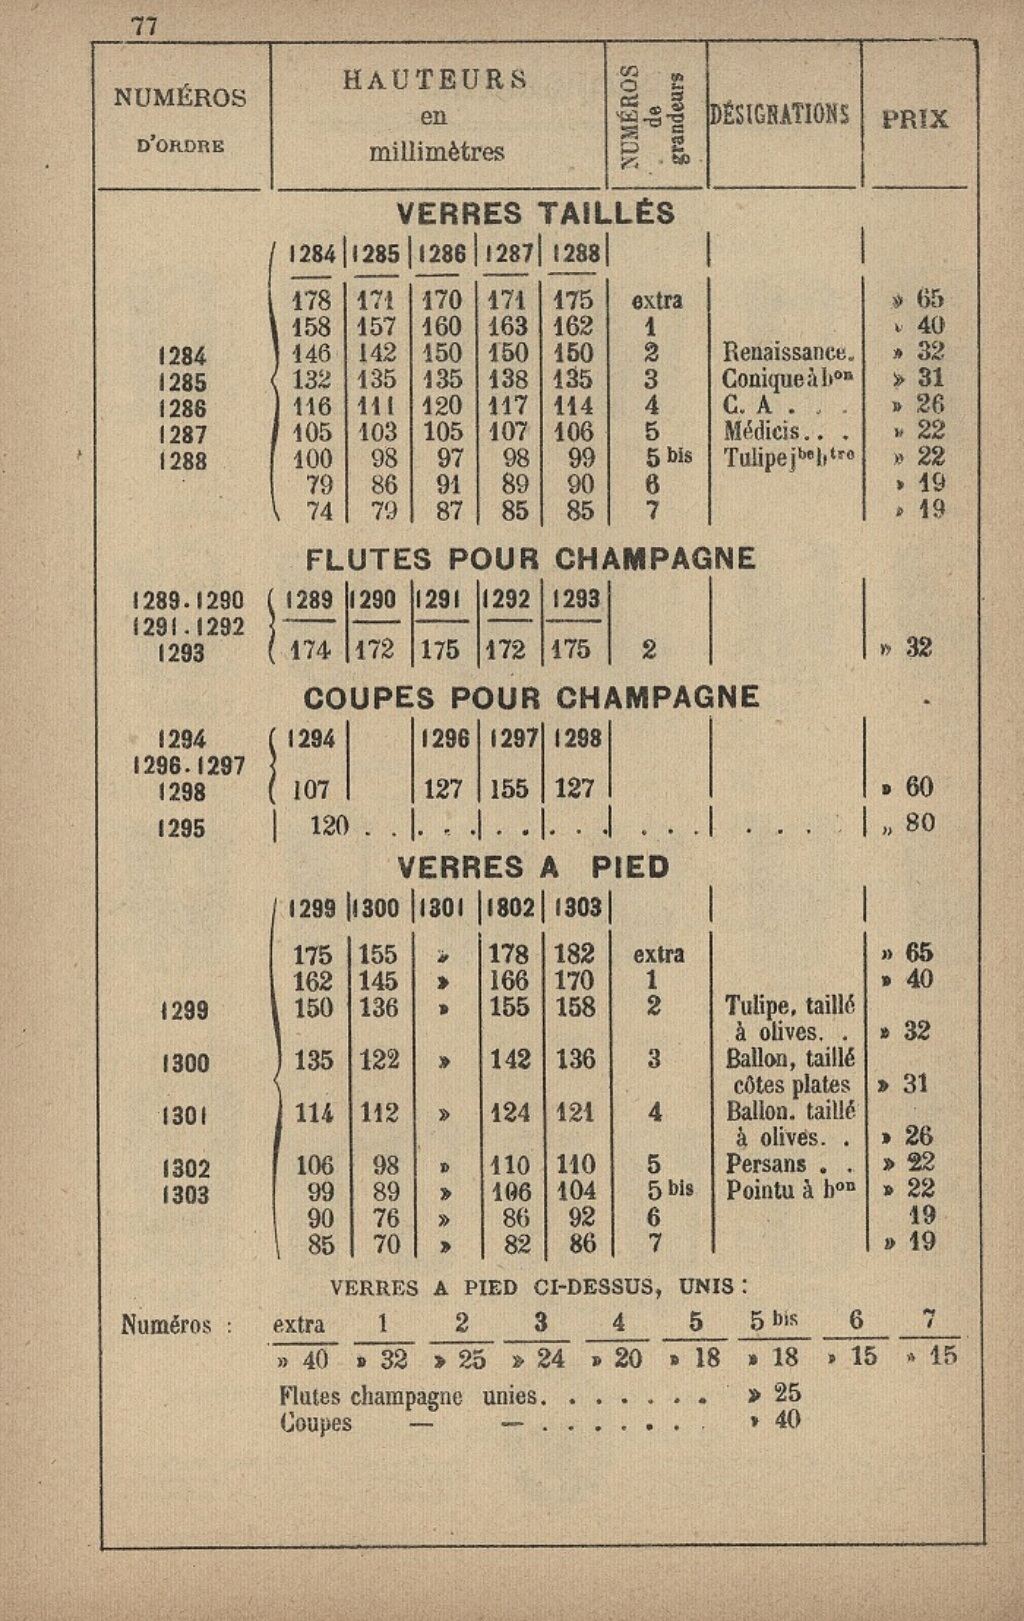 77
NUMÉROS D'ORDRE HAUTEURS en millimètres NUMÉROS de grandeurs DÉSIGNATIONS PRIX
VERRES TAILLÉS
1284 1285 1286 1287 1288
178 171 170 171 175 extra » 65
158 157 160 163 162 1 » 40
1284 146 142 150 150 150 2 Renaissance. » 32
1285 132 135 135 138 135 3 Conique à bon » 31
1286 116 111 120 117 114 4 C. A . . . » 26
1287 105 103 105 107 106 5 Médicis. . . » 22
1288 100 98 97 98 99 5 bis Tulipe jbe htre » 22
79 86 91 89 90 6 » 19
74 79 87 85 85 7 » 19
FLUTES POUR CHAMPAGNE
1289.1290 1289 1290 1291 1292 1293
1291.1292
1293 174 172 175 172 175 2 » 32
COUPES POUR CHAMPAGNE
1294 1294 1296 1297 1298
1296.1297
1298 107 127 155 127 » 60
1295 120 . . . . . . . . . . . . . . . . . . „ 80
VERRES A PIED
1299 1300 1301 1802 1303
175 155 » 178 182 extra » 65
162 145 » 166 170 1 » 40
1299 150 136 » 155 158 2 Tulipe, taillé
à olives. . » 32
1300 135 122 » 142 136 3 Ballon, taillé
côtes plates » 31
1301 114 112 » 124 121 4 Ballon. taillé
à olives. . » 26
1302 106 98 » 110 110 5 Persans . . » 22
1303 99 89 » 106 104 5 bis Pointu à bon » 22
90 76 » 86 92 6 19
85 70 » 82 86 7 » 19
VERRES A PIED CI-DESSUS, UNIS :
Numéros : extra 1 2 3 4 5 5 bis 6 7
» 40 » 32 » 25 » 24 » 20 » 18 » 18 » 15 » 15
Flutes champagne unies. . . . . . . » 25
Coupes — — . . . . . . . » 40